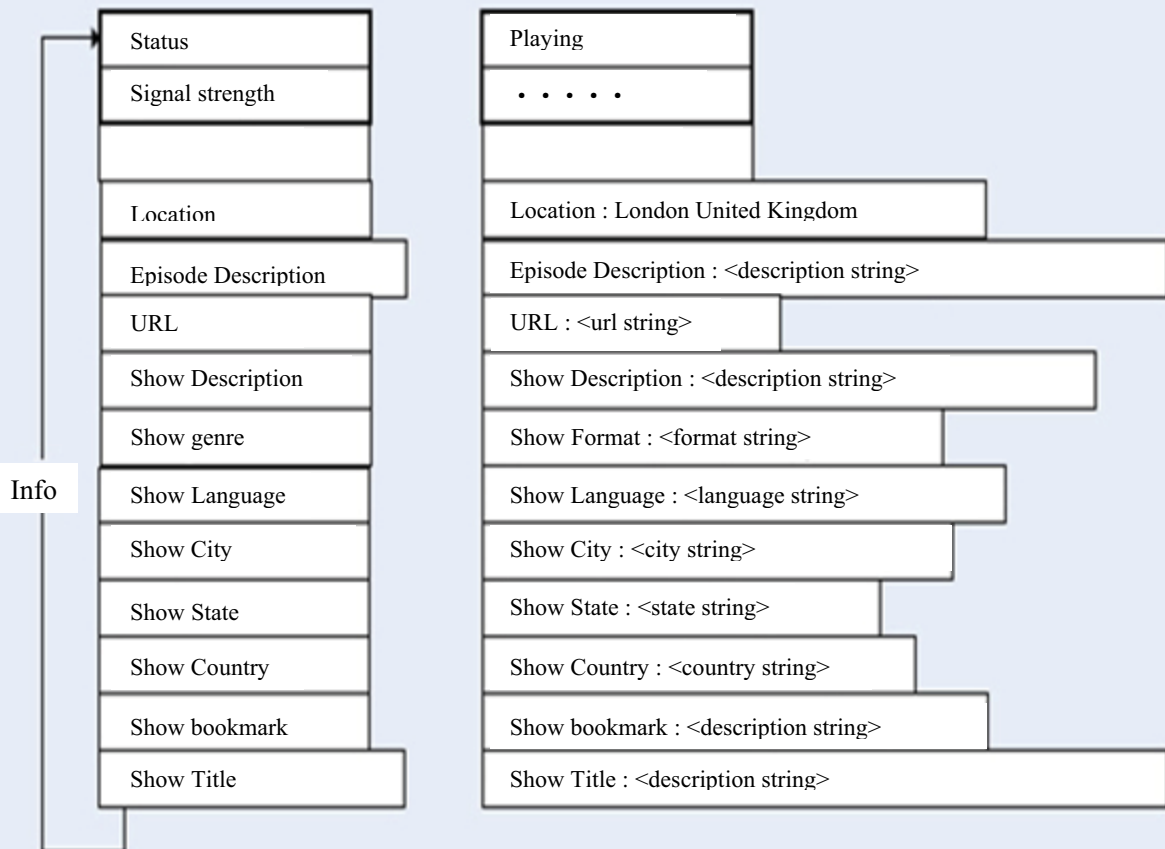 Status
Playing
Signal strength
. . . . .
Location
Location : London United Kingdom
Episode Description
Episode Description : <description string>
URL
URL : <url string>
Show Description
Show Description : <description string>
Show genre
Show Format : <format string>
Info
Show Language
Show Language : <language string>
Show City
Show City : <city string>
Show State
Show State : <state string>
Show Country
Show Country : <country string>
Show bookmark
Show bookmark : <description string>
Show Title
Show Title : <description string>